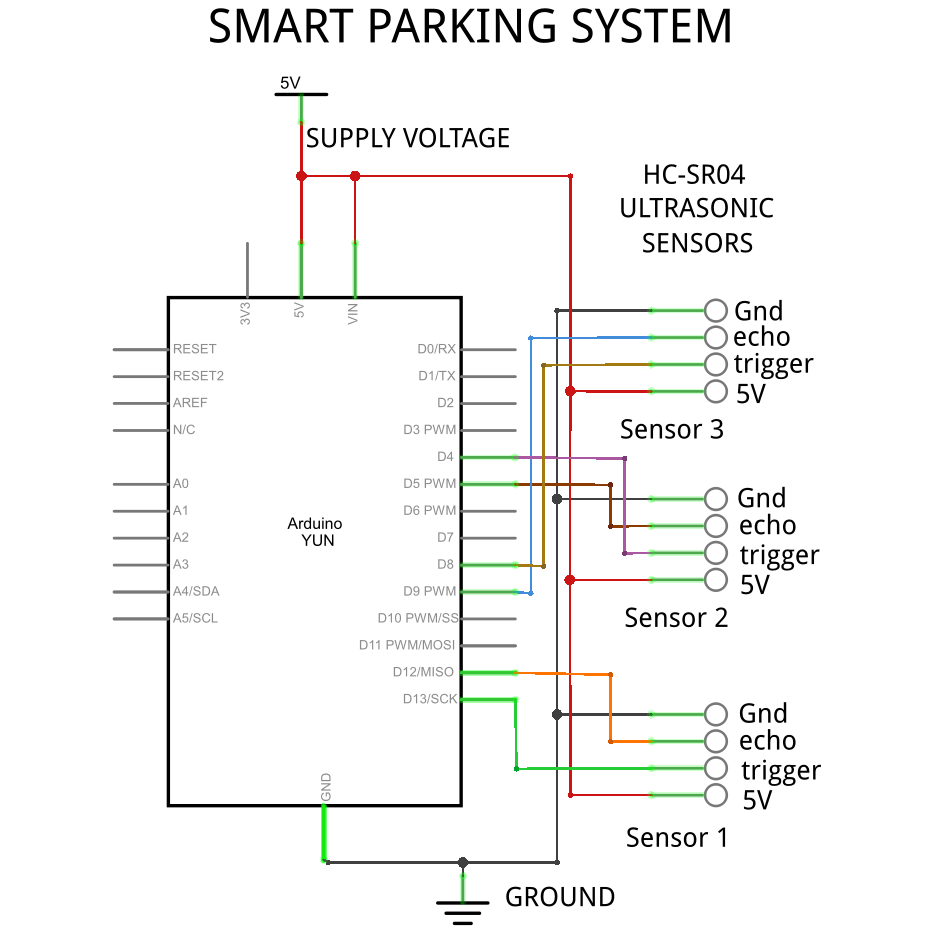 SMART PARKING SYSTEM
5V
SUPPLY VOLTAGE
HC-SR04
ULTRASONIC
SENSORS
3V3
5V
VIN
RESET
RESET2
AREF
N/C
A0
A1
A2
A3
A4/SDA
A5/SCL
Arduino
YUN
D0/RX
D1/TX
D2
D3 PWM
D4
D5 PWM
D6 PWM
D7
D8
D9 PWM
D10 PWM/SS
D11 PWM/MOSI
D12/MISO
D13/SCK
GND
Gnd
echo
trigger
5V
Sensor 3
Gnd
echo
trigger
5V
Sensor 2
Gnd
echo
trigger
5V
Sensor 1
GROUND